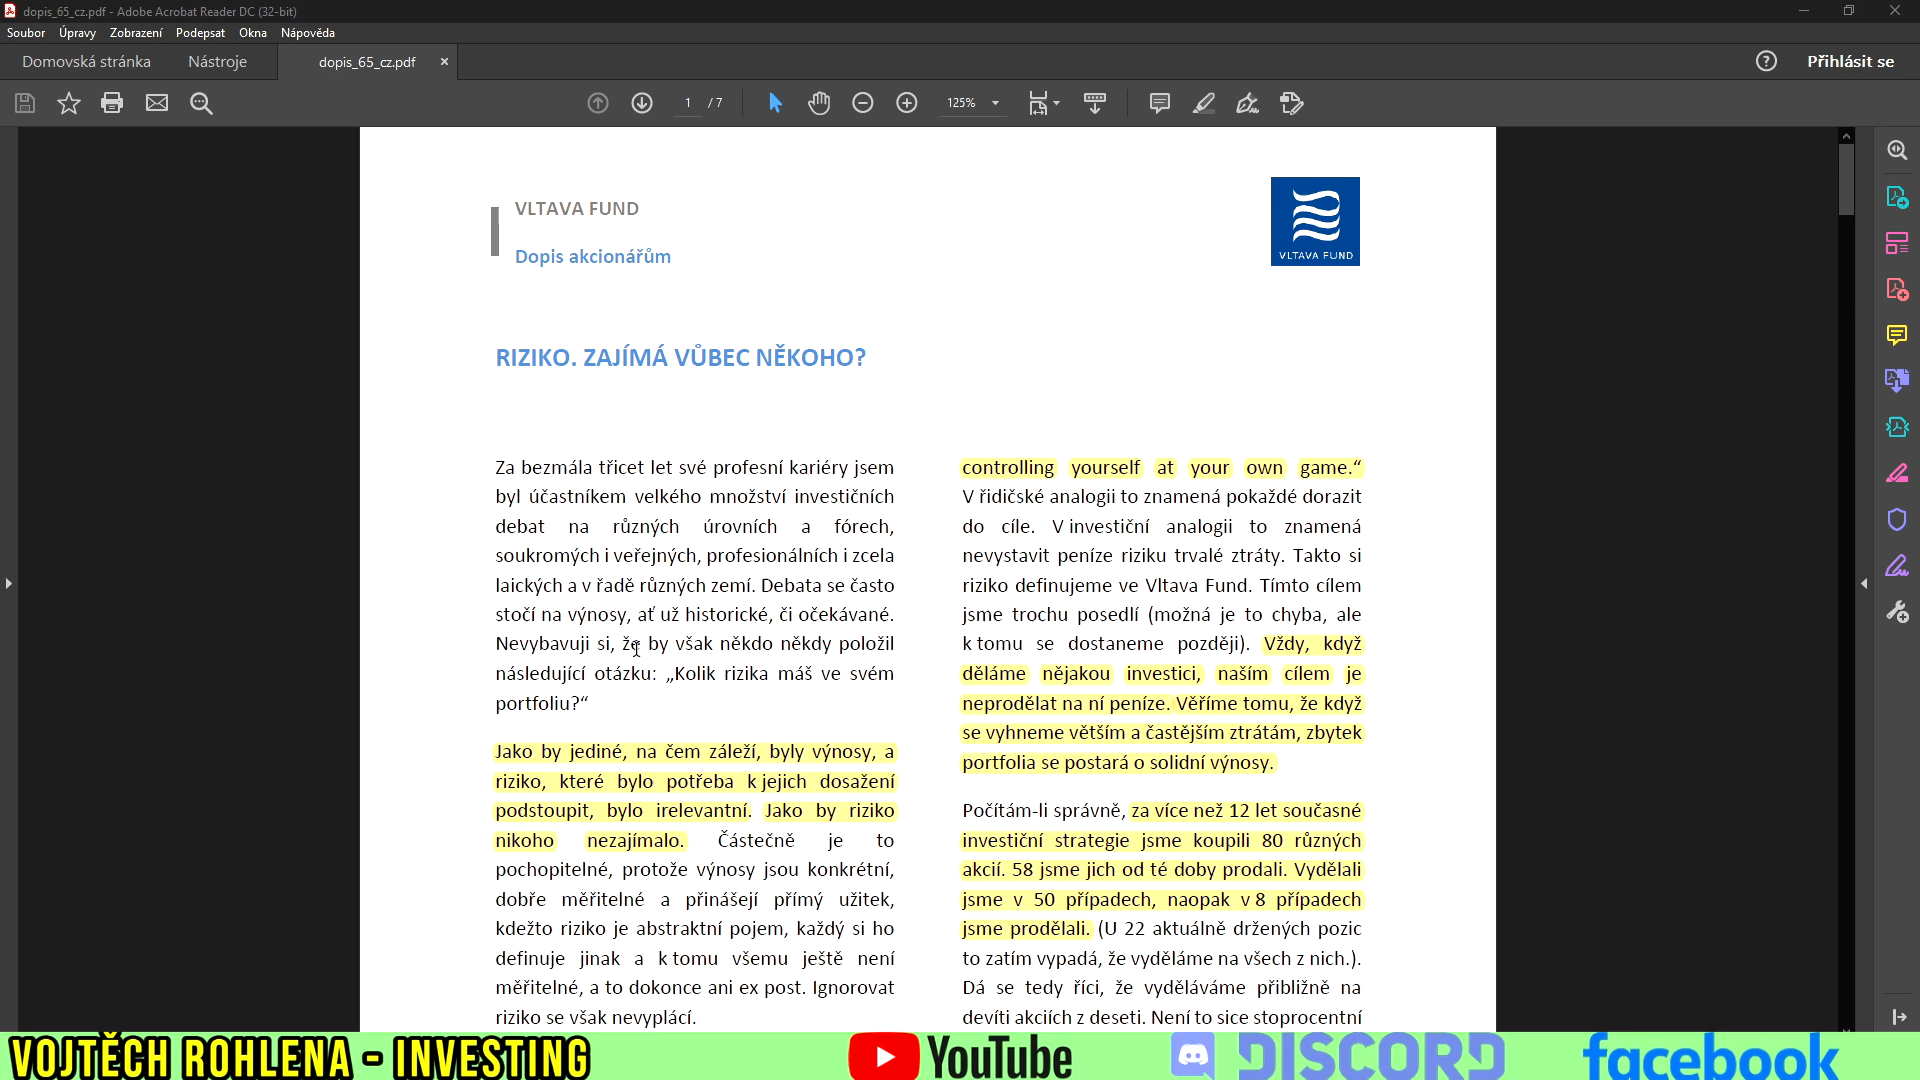 dopis_65_cz.pdf - Adobe Acrobat Reader DC (32-bit)
Soubor Úpravy Zobrazení Podepsat Okna Nápověda
Domovská stránka Nástroje dopis_65_cz.pdf Přihlásit se
1 / 7 125%
VLTAVA FUND
Dopis akcionářům
VLTAVA FUND
RIZIKO. ZAJÍMÁ VŮBEC NĚKOHO?
Za bezmála třicet let své profesní kariéry jsem
byl účastníkem velkého množství investičních
debat na různých úrovních a fórech,
soukromých i veřejných, profesionálních i zcela
laických a v řadě různých zemí. Debata se často
stočí na výnosy, ať už historické, či očekávané.
Nevybavuji si, že by však někdo někdy položil
následující otázku: „Kolik rizika máš ve svém
portfoliu?“
Jako by jediné, na čem záleží, byly výnosy, a
riziko, které bylo potřeba k jejich dosažení
podstoupit, bylo irelevantní. Jako by riziko
nikoho nezajímalo. Částečně je to
pochopitelné, protože výnosy jsou konkrétní,
dobře měřitelné a přinášejí přímý užitek,
kdežto riziko je abstraktní pojem, každý si ho
definuje jinak a k tomu všemu ještě není
měřitelné, a to dokonce ani ex post. Ignorovat
riziko se však nevyplácí.
controlling yourself at your own game.“
V řidičské analogii to znamená pokaždé dorazit
do cíle. V investiční analogii to znamená
nevystavit peníze riziku trvalé ztráty. Takto si
riziko definujeme ve Vltava Fund. Tímto cílem
jsme trochu posedlí (možná je to chyba, ale
k tomu se dostaneme později). Vždy, když
děláme nějakou investici, naším cílem je
neprodělat na ní peníze. Věříme tomu, že když
se vyhneme větším a častějším ztrátám, zbytek
portfolia se postará o solidní výnosy.
Počítám-li správně, za více než 12 let současné
investiční strategie jsme koupili 80 různých
akcií. 58 jsme jich od té doby prodali. Vydělali
jsme v 50 případech, naopak v 8 případech
jsme prodělali. (U 22 aktuálně držených pozic
to zatím vypadá, že vyděláme na všech z nich.).
Dá se tedy říci, že vyděláváme přibližně na
devíti akciích z deseti. Není to sice stoprocentní
VOJTĚCH ROHLENA - INVESTING YouTube DISCORD facebook